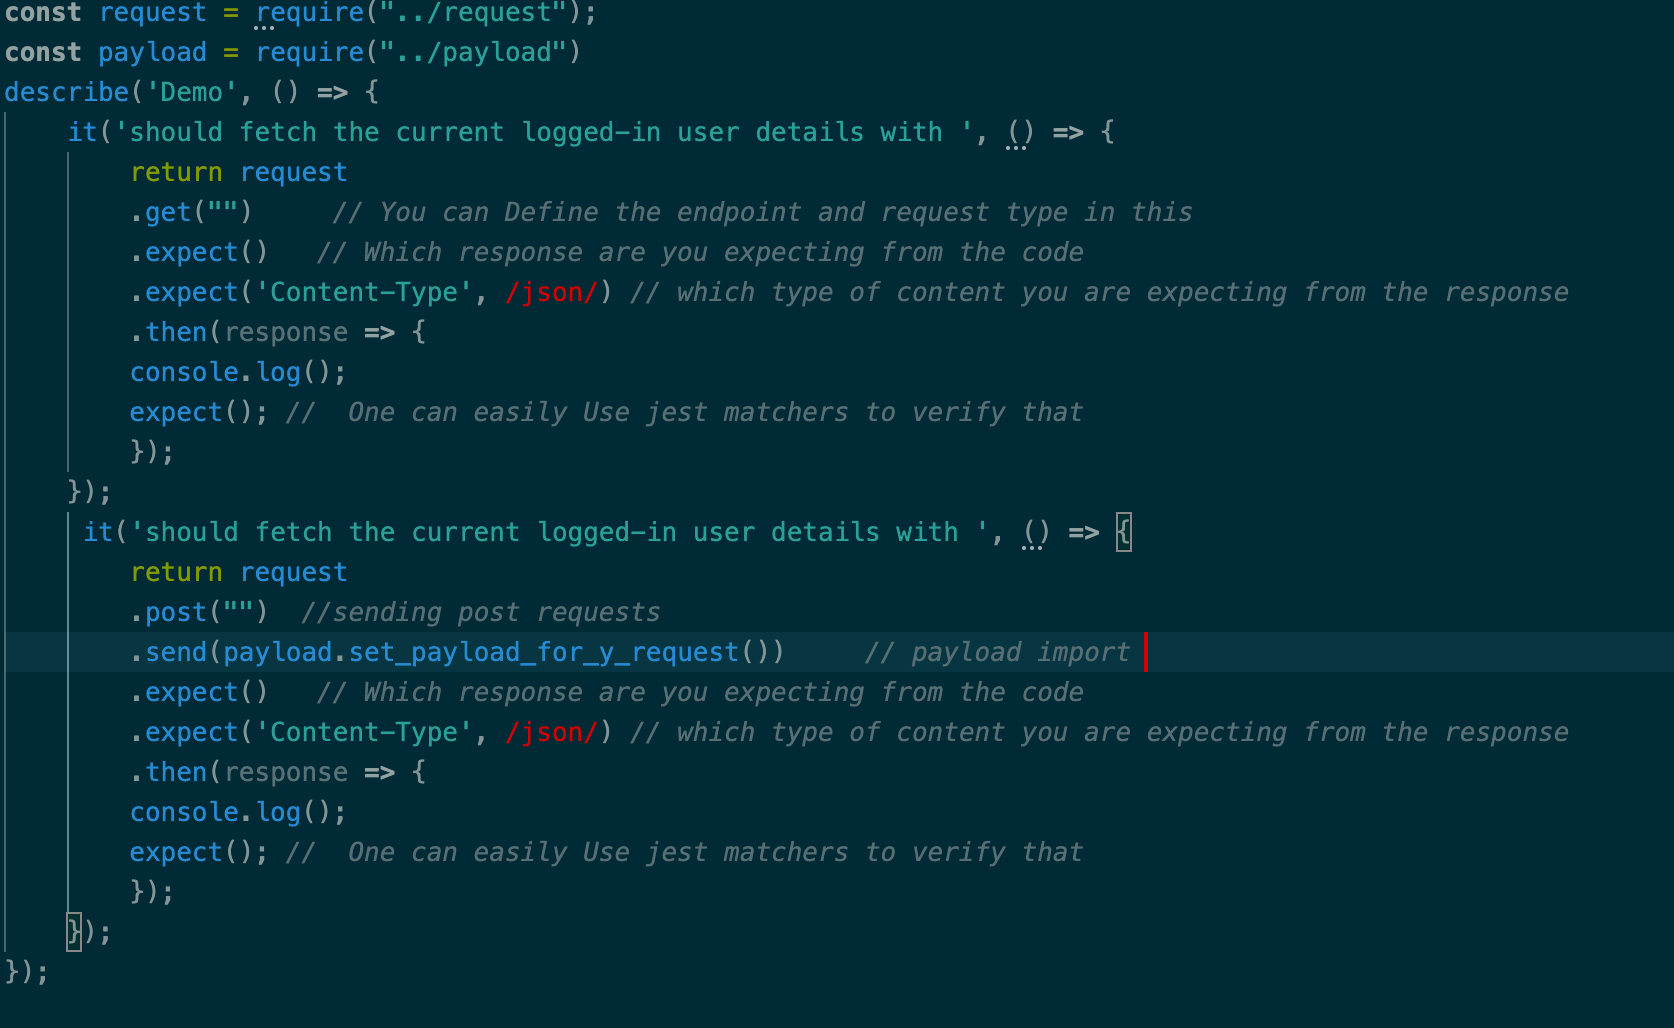 const request = require("../request");
const payload = require("../payload")
describe('Demo', () => {
it('should fetch the current logged-in user details with ', () => {
return request
.get("") // You can Define the endpoint and request type in this
.expect() // Which response are you expecting from the code
.expect('Content-Type', /json/) // which type of content you are expecting from the response
.then(response => {
console.log();
expect(); // One can easily Use jest matchers to verify that
});
});
it('should fetch the current logged-in user details with ', () => {
return request
.post("") //sending post requests
.send(payload.set_payload_for_y_request()) // payload import
.expect() // Which response are you expecting from the code
.expect('Content-Type', /json/) // which type of content you are expecting from the response
.then(response => {
console.log();
expect(); // One can easily Use jest matchers to verify that
});
});
});